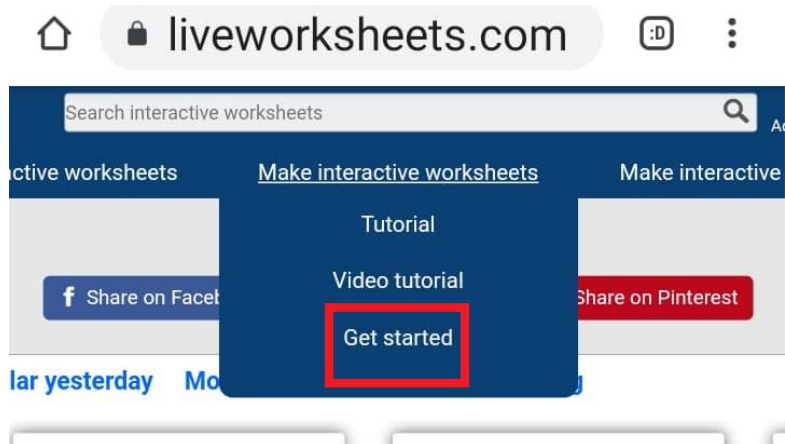 liveworksheets.com :D
Search interactive worksheets
ctive worksheets Make interactive worksheets Make interactive
Tutorial
Video tutorial
f Share on Faceb Share on Pinterest
Get started
lar yesterday Mo